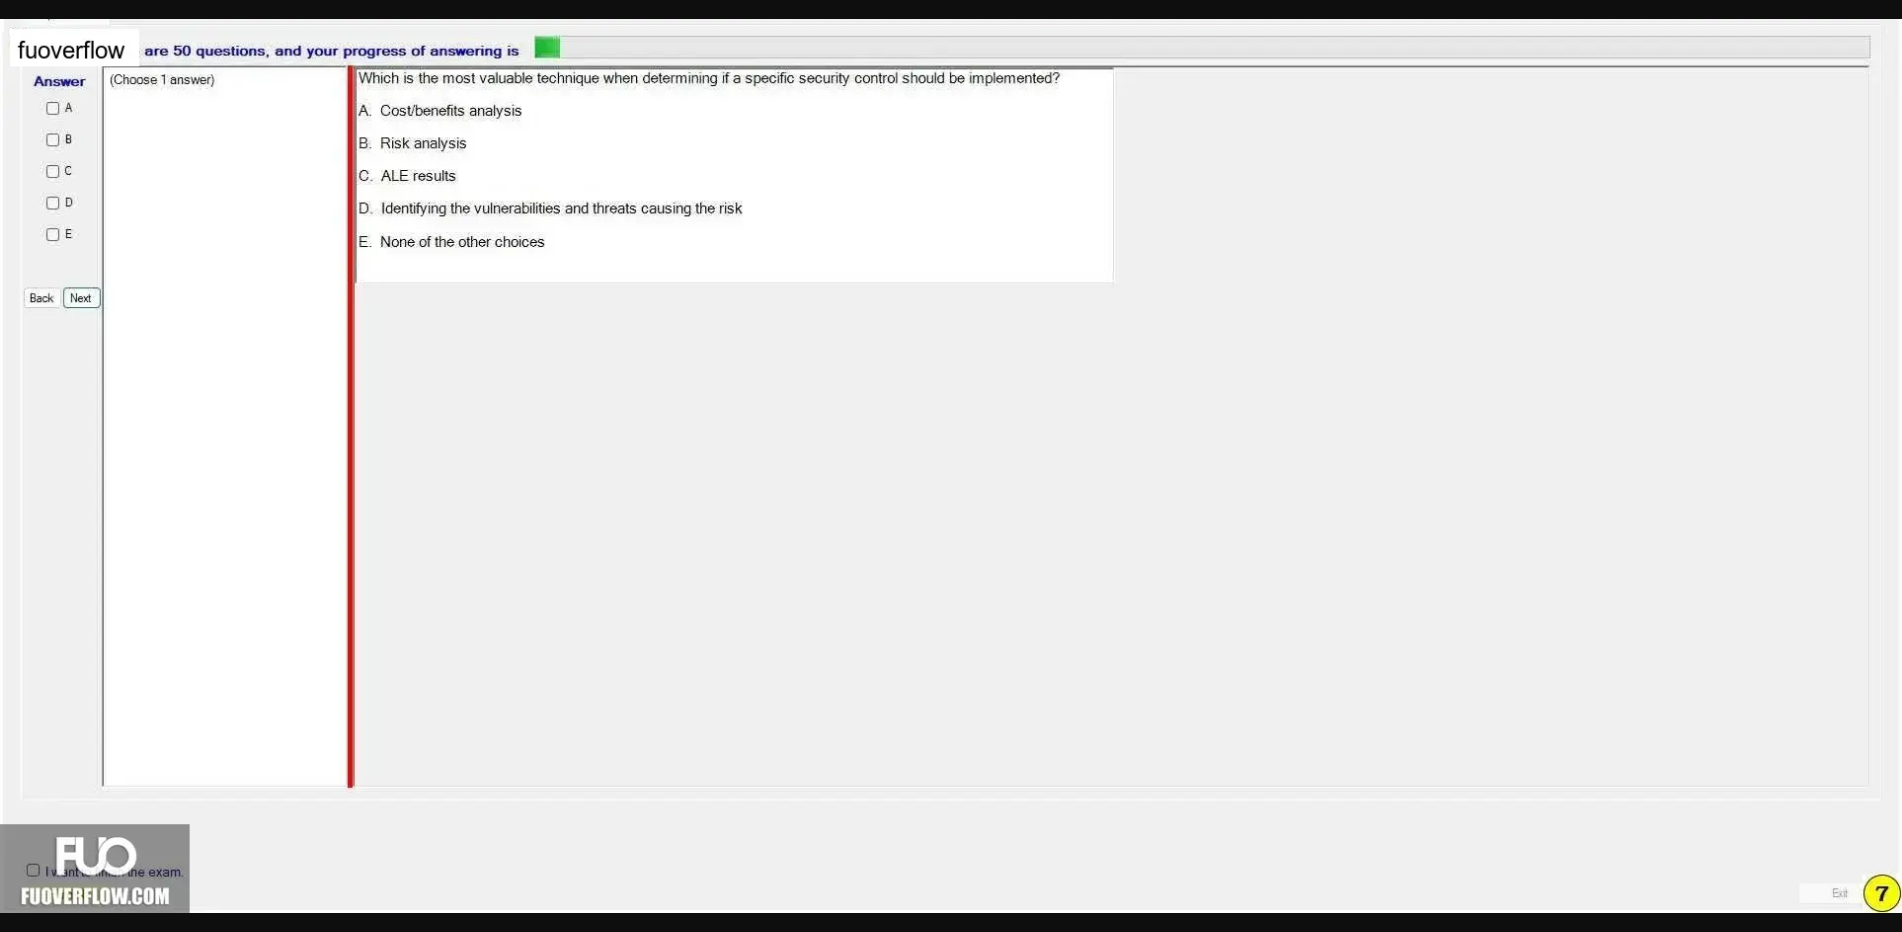 fuoverflow are 50 questions, and your progress of answering is
Answer
(Choose 1 answer)
A
B
C
D
E
Back Next
Which is the most valuable technique when determining if a specific security control should be implemented?
A. Cost/benefits analysis
B. Risk analysis
C. ALE results
D. Identifying the vulnerabilities and threats causing the risk
E. None of the other choices
FUO
I want the exam.
FUOVERFLOW.COM
Exit
7